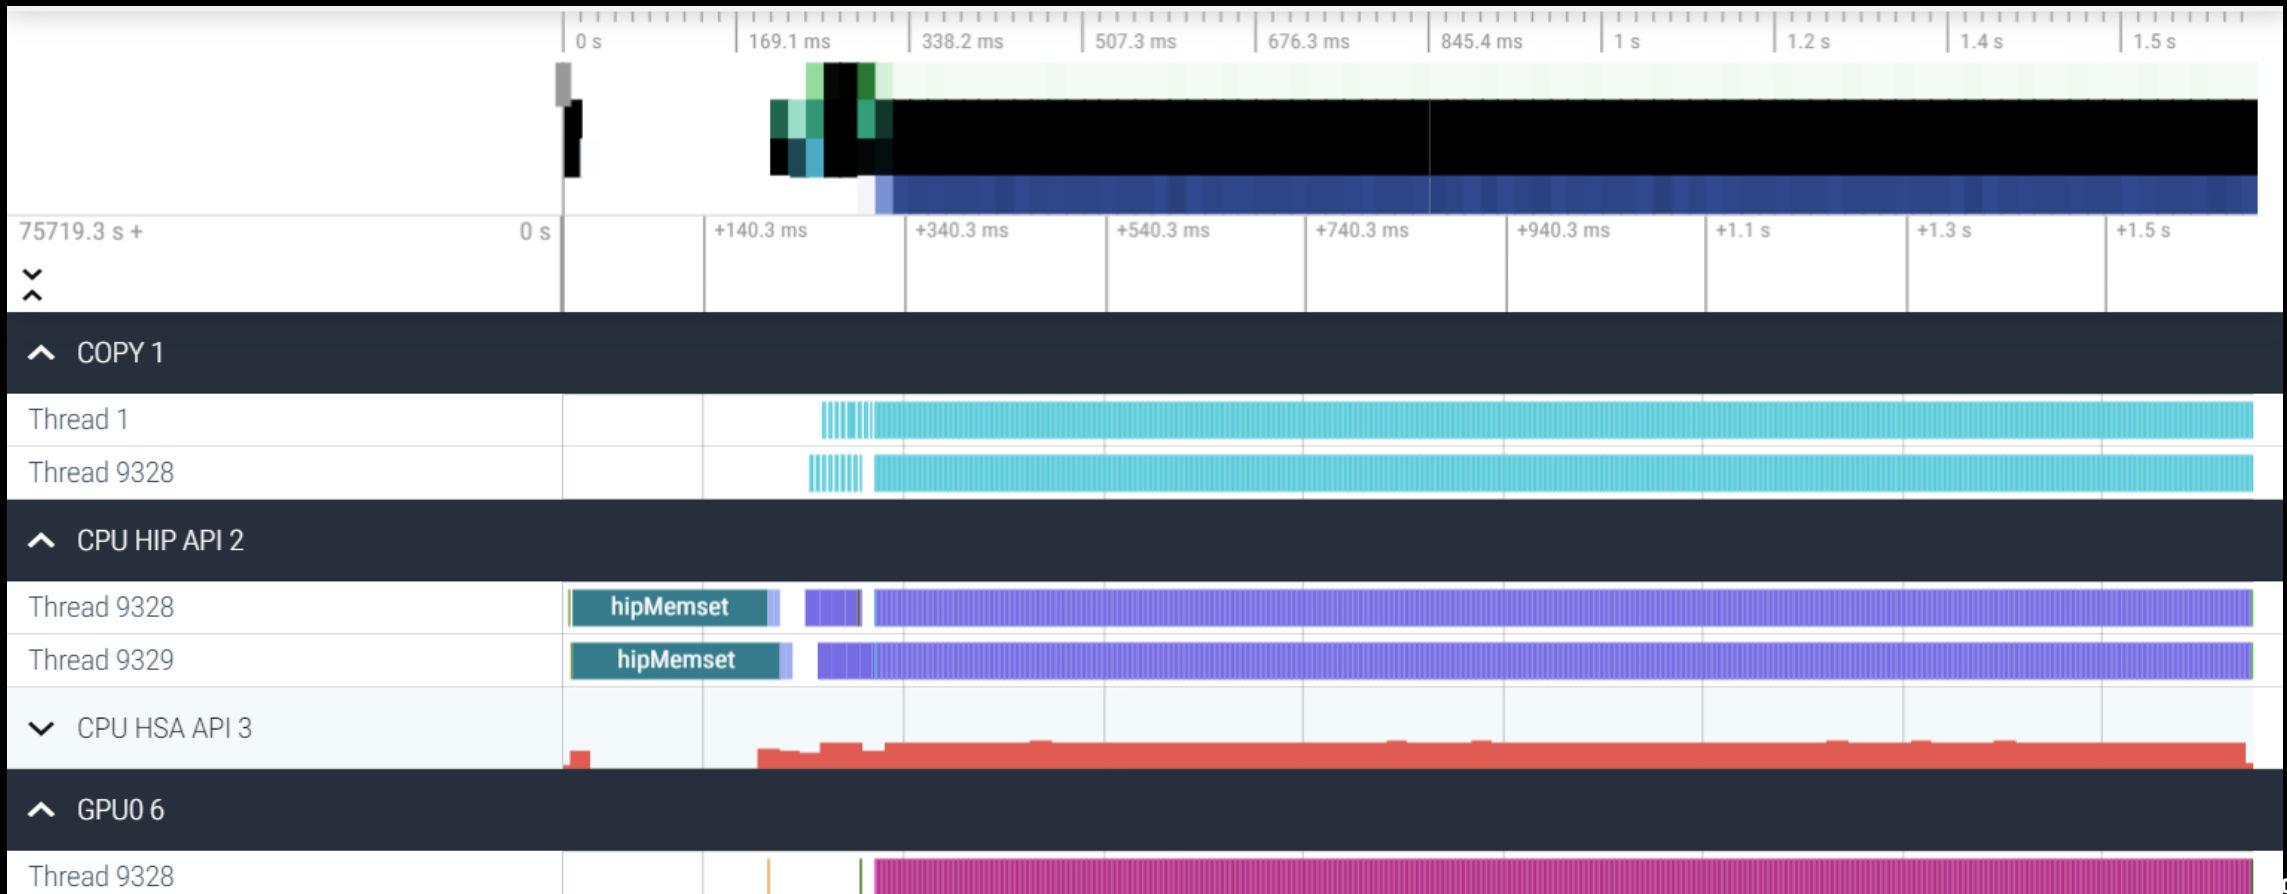 0 s 169.1 ms 338.2 ms 507.3 ms 676.3 ms 845.4 ms 1 s 1.2 s 1.4 s 1.5 s
75719.3 s + 0 s +140.3 ms +340.3 ms +540.3 ms +740.3 ms +940.3 ms +1.1 s +1.3 s +1.5 s
COPY 1
Thread 1
Thread 9328
CPU HIP API 2
Thread 9328 hipMemset
Thread 9329 hipMemset
CPU HSA API 3
GPU0 6
Thread 9328